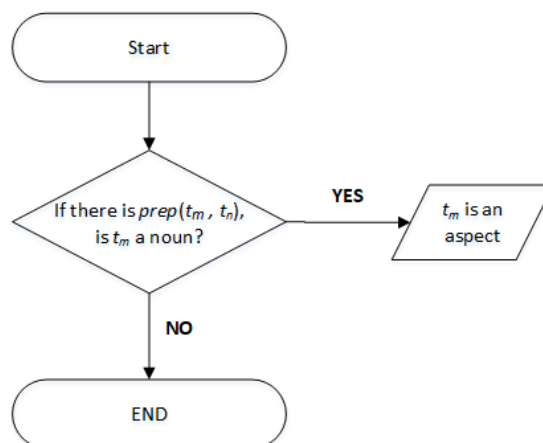 Start
If there is prep(tm , tn),
is tm a noun?
YES
tm is an
aspect
NO
END